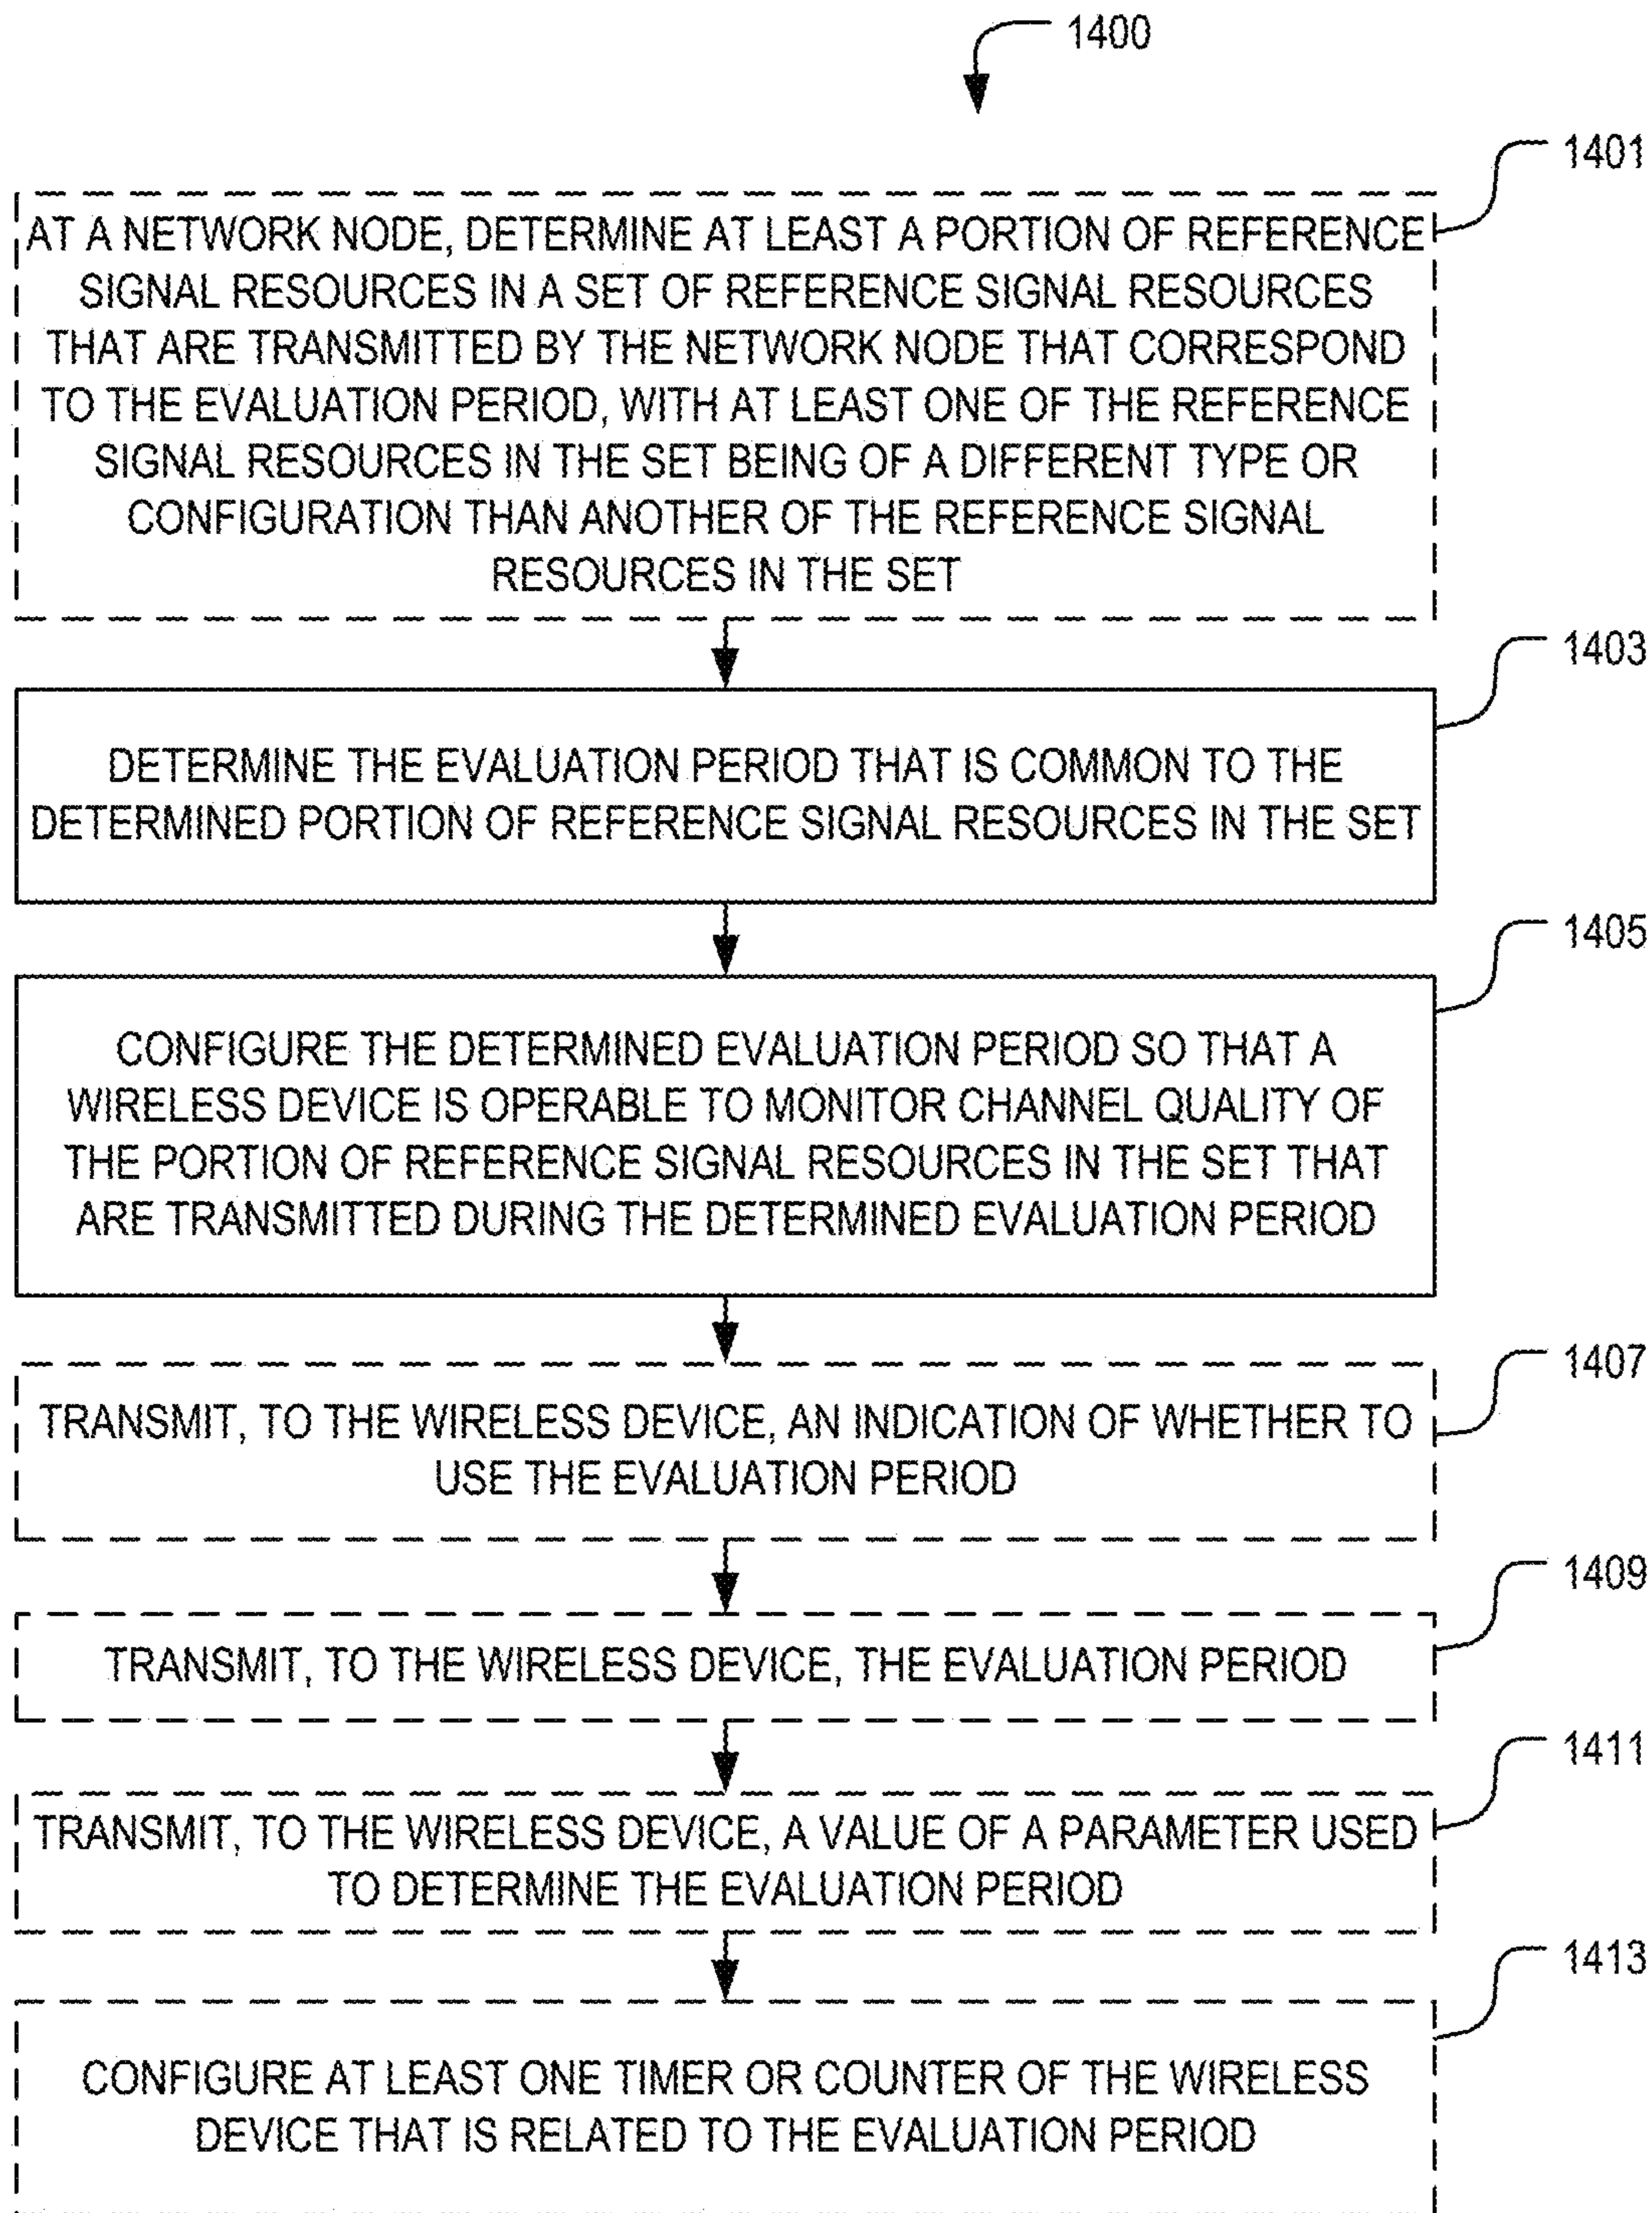 1400
1401
AT A NETWORK NODE, DETERMINE AT LEAST A PORTION OF REFERENCE
SIGNAL RESOURCES IN A SET OF REFERENCE SIGNAL RESOURCES
THAT ARE TRANSMITTED BY THE NETWORK NODE THAT CORRESPOND
TO THE EVALUATION PERIOD, WITH AT LEAST ONE OF THE REFERENCE
SIGNAL RESOURCES IN THE SET BEING OF A DIFFERENT TYPE OR
CONFIGURATION THAN ANOTHER OF THE REFERENCE SIGNAL
RESOURCES IN THE SET
1403
DETERMINE THE EVALUATION PERIOD THAT IS COMMON TO THE
DETERMINED PORTION OF REFERENCE SIGNAL RESOURCES IN THE SET
1405
CONFIGURE THE DETERMINED EVALUATION PERIOD SO THAT A
WIRELESS DEVICE IS OPERABLE TO MONITOR CHANNEL QUALITY OF
THE PORTION OF REFERENCE SIGNAL RESOURCES IN THE SET THAT
ARE TRANSMITTED DURING THE DETERMINED EVALUATION PERIOD
1407
TRANSMIT, TO THE WIRELESS DEVICE, AN INDICATION OF WHETHER TO
USE THE EVALUATION PERIOD
1409
TRANSMIT, TO THE WIRELESS DEVICE, THE EVALUATION PERIOD
1411
TRANSMIT, TO THE WIRELESS DEVICE, A VALUE OF A PARAMETER USED
TO DETERMINE THE EVALUATION PERIOD
1413
CONFIGURE AT LEAST ONE TIMER OR COUNTER OF THE WIRELESS
DEVICE THAT IS RELATED TO THE EVALUATION PERIOD